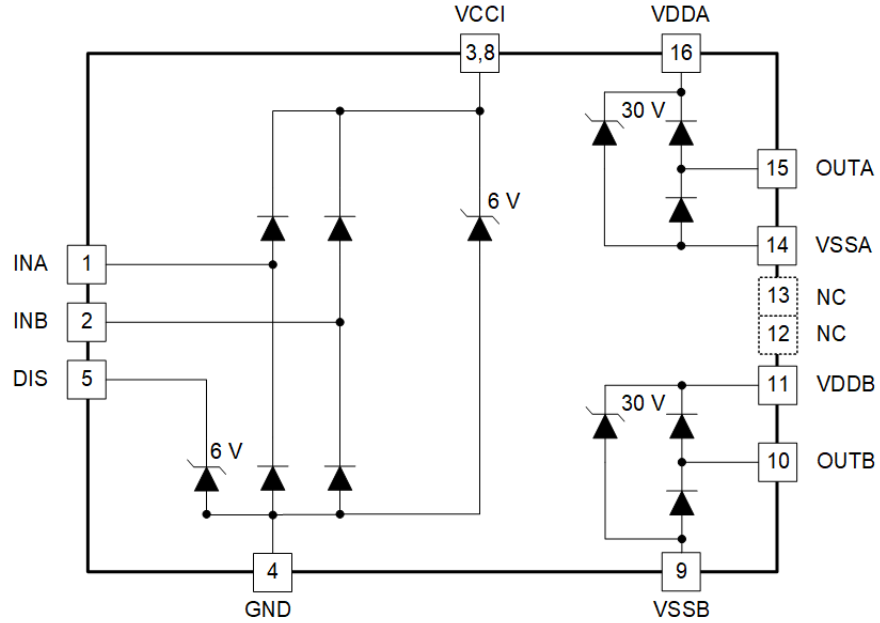 VCCI VDDA
3,8 16
30 V
15 OUTA
6 V
14 VSSA
INA 1
13 NC
INB 2
12 NC
DIS 5
11 VDDB
30 V
6 V
10 OUTB
4 9
GND VSSB